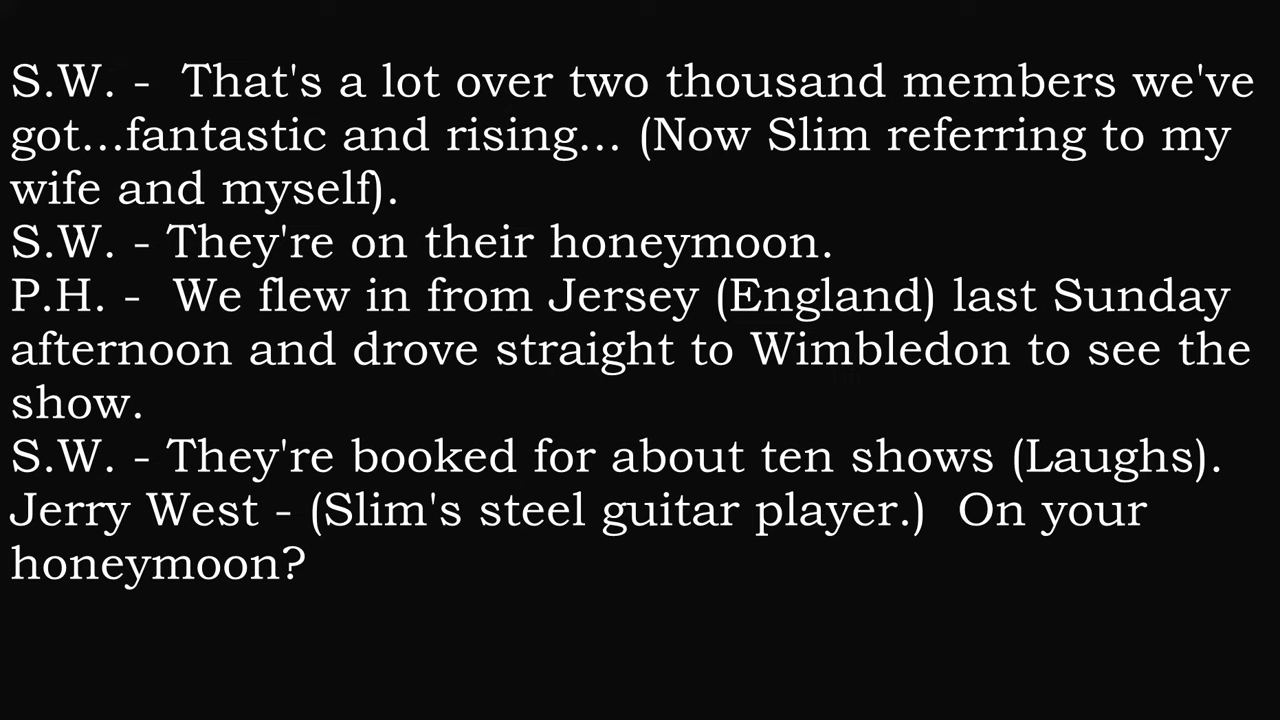 S.W. -  That's a lot over two thousand members we've
got...fantastic and rising... (Now Slim referring to my
wife and myself).
S.W. - They're on their honeymoon.
P.H. -  We flew in from Jersey (England) last Sunday
afternoon and drove straight to Wimbledon to see the
show.
S.W. - They're booked for about ten shows (Laughs).
Jerry West - (Slim's steel guitar player.)  On your
honeymoon?